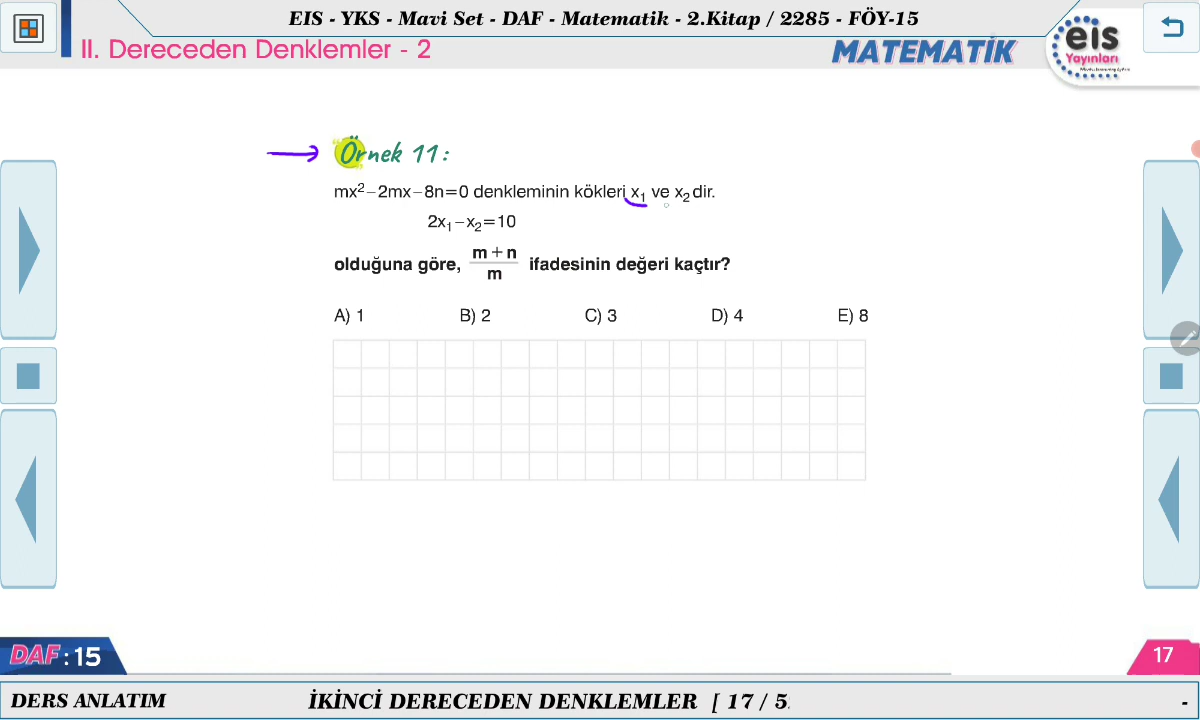 EIS - YKS - Mavi Set - DAF - Matematik - 2.Kitap / 2285 - FÖY-15
II. Dereceden Denklemler - 2
MATEMATİK
eis
Yayınları
Örnek 11:
mx²-2mx-8n=0 denkleminin kökleri x₁ ve x₂ dir.
2x₁-x₂=10
olduğuna göre, m+n/m ifadesinin değeri kaçtır?
A) 1 B) 2 C) 3 D) 4 E) 8
DAF : 15
17
DERS ANLATIM İKİNCİ DERECEDEN DENKLEMLER [ 17 / 5 -